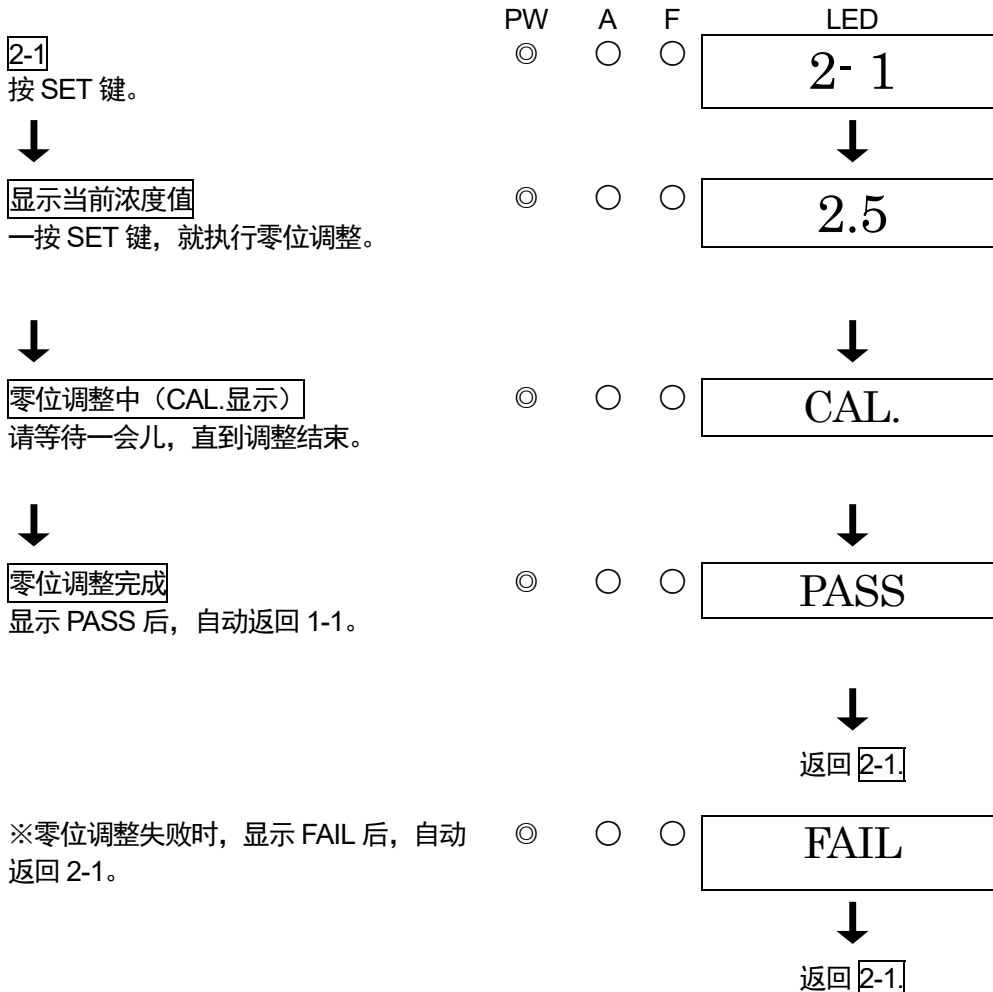 PW A F LED
2-1 ◎ ○ ○ 2- 1
按 SET 键。
↓ ↓
显示当前浓度值 ◎ ○ ○ 2.5
一按 SET 键，就执行零位调整。
↓ ↓
零位调整中（CAL.显示） ◎ ○ ○ CAL.
请等待一会儿，直到调整结束。
↓ ↓
零位调整完成 ◎ ○ ○ PASS
显示 PASS 后，自动返回 1-1。
↓
返回 2-1.
※零位调整失败时，显示 FAIL 后，自动 ◎ ○ ○ FAIL
返回 2-1。
↓
返回 2-1.